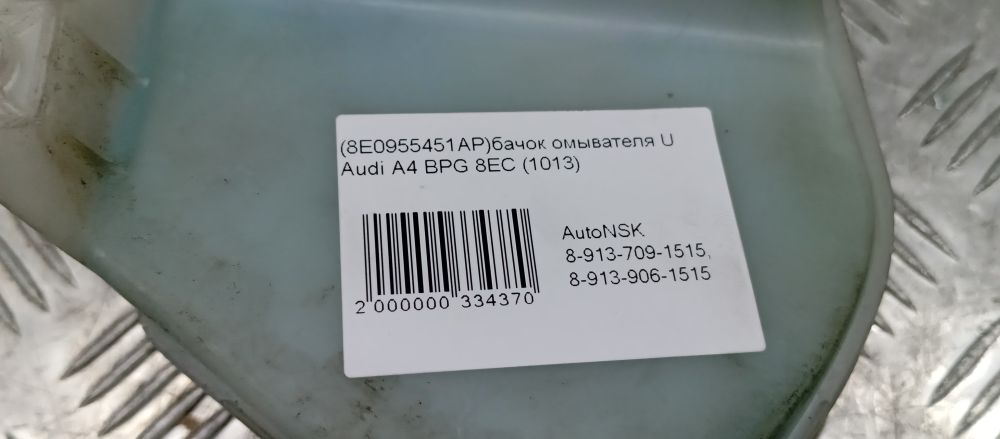 (8E0955451AP)бачок омывателя U
Audi A4 BPG 8EC (1013)
AutoNSK
8-913-709-1515,
8-913-906-1515
2 000000 334370